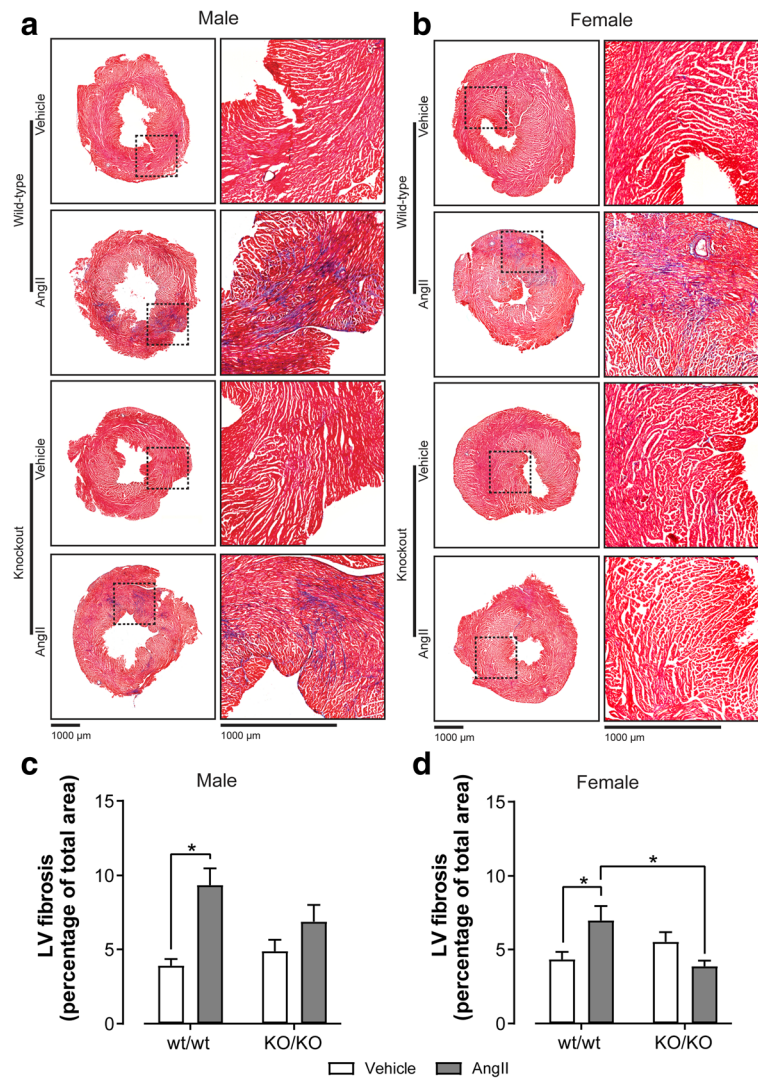 a
Male
b
Female
Wild-type
Vehicle
AngII
Knockout
Vehicle
AngII
Wild-type
Vehicle
AngII
Knockout
Vehicle
AngII
1000 µm
1000 µm
1000 µm
1000 µm
c
Male
LV fibrosis
(percentage of total area)
15
10
5
0
*
wt/wt
KO/KO
d
Female
LV fibrosis
(percentage of total area)
15
10
5
0
*
*
wt/wt
KO/KO
Vehicle
AngII